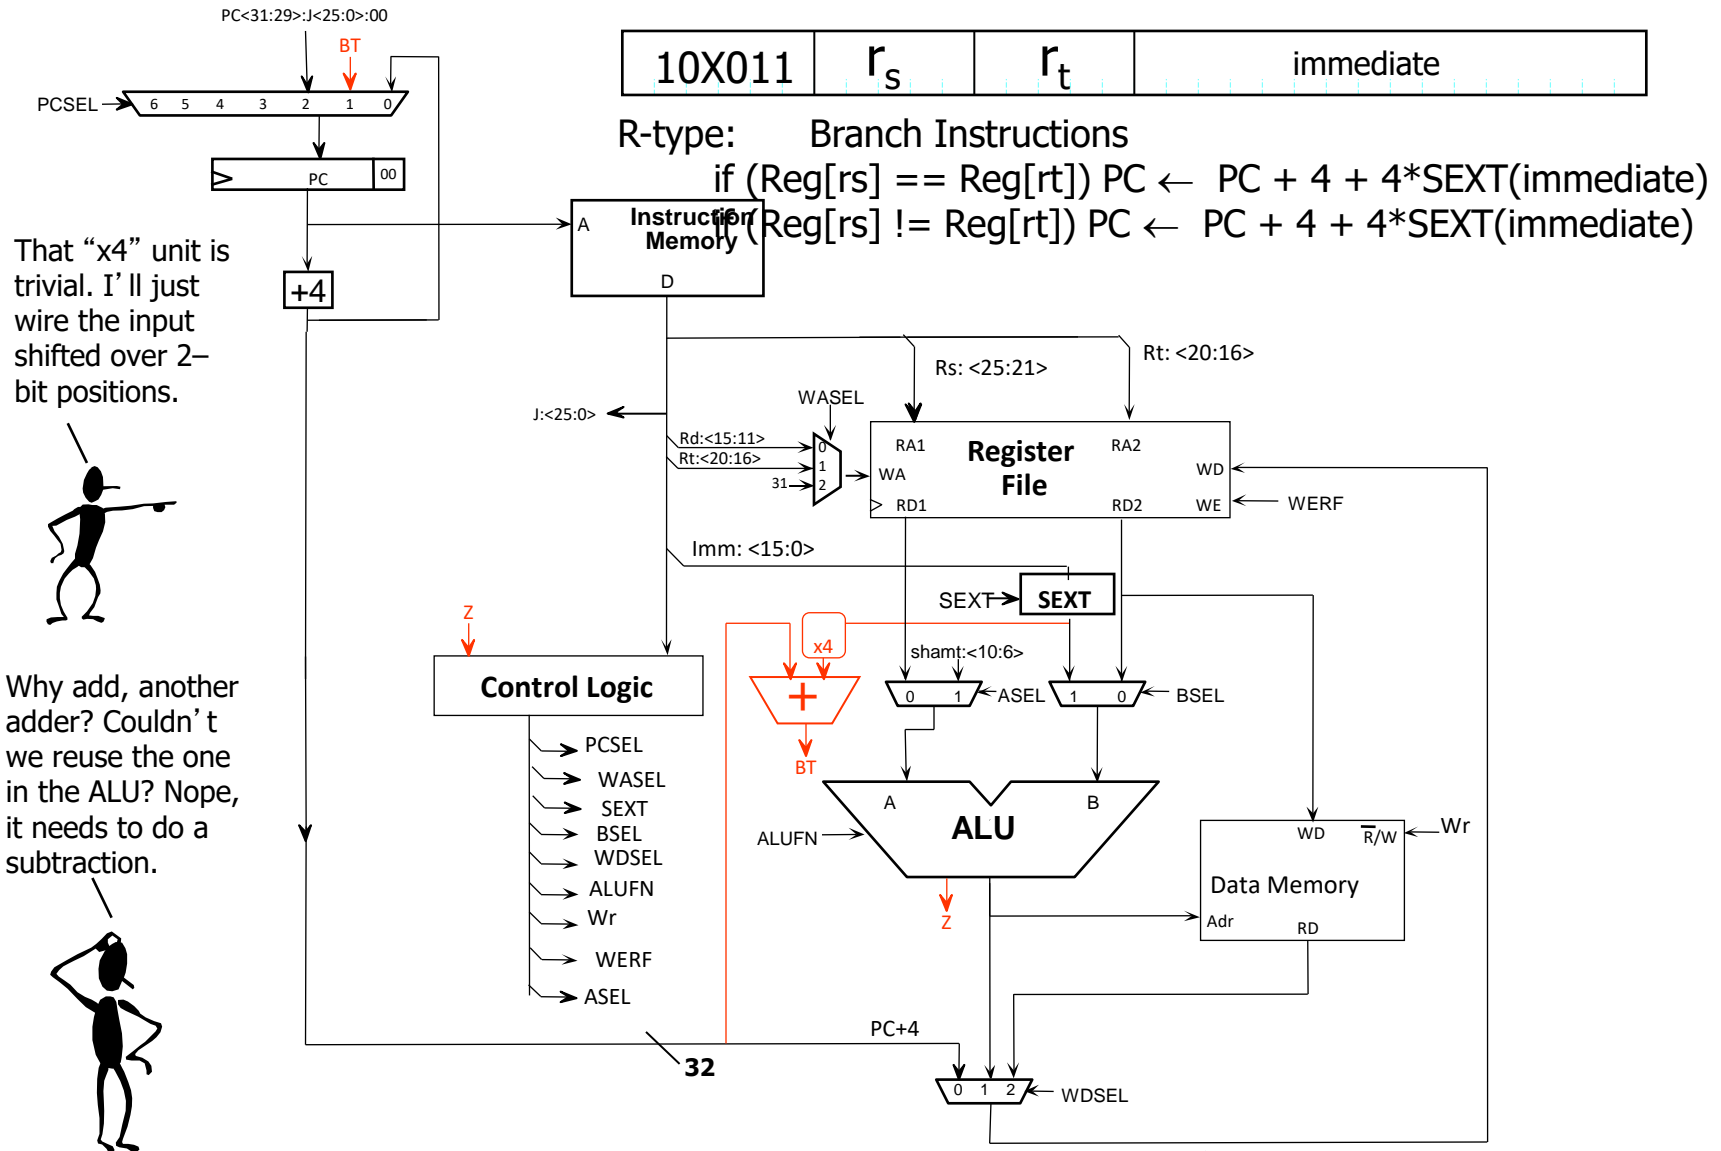 PC<31:29>:J<25:0>:00
BT
PCSEL
6 5 4 3 2 1 0
PC
00
10X011 rs rt immediate
R-type: Branch Instructions
if (Reg[rs] == Reg[rt]) PC ← PC + 4 + 4*SEXT(immediate)
if (Reg[rs] != Reg[rt]) PC ← PC + 4 + 4*SEXT(immediate)
A
Instruction
Memory
D
+4
That “x4” unit is
trivial. I’ll just
wire the input
shifted over 2–
bit positions.
Rs: <25:21>
Rt: <20:16>
WASEL
J:<25:0>
Rd:<15:11>
Rt:<20:16>
31
0
1
2
RA1
RA2
Register
File
WA
WD
RD1
RD2
WE
WERF
Imm: <15:0>
SEXT
SEXT
Z
x4
shamt:<10:6>
Control Logic
+
0 1
ASEL
1 0
BSEL
BT
Why add, another
adder? Couldn’t
we reuse the one
in the ALU? Nope,
it needs to do a
subtraction.
PCSEL
WASEL
SEXT
BSEL
WDSEL
ALUFN
Wr
WERF
ASEL
A
B
ALU
ALUFN
Z
WD
R/W
Wr
Data Memory
Adr
RD
PC+4
32
0 1 2
WDSEL